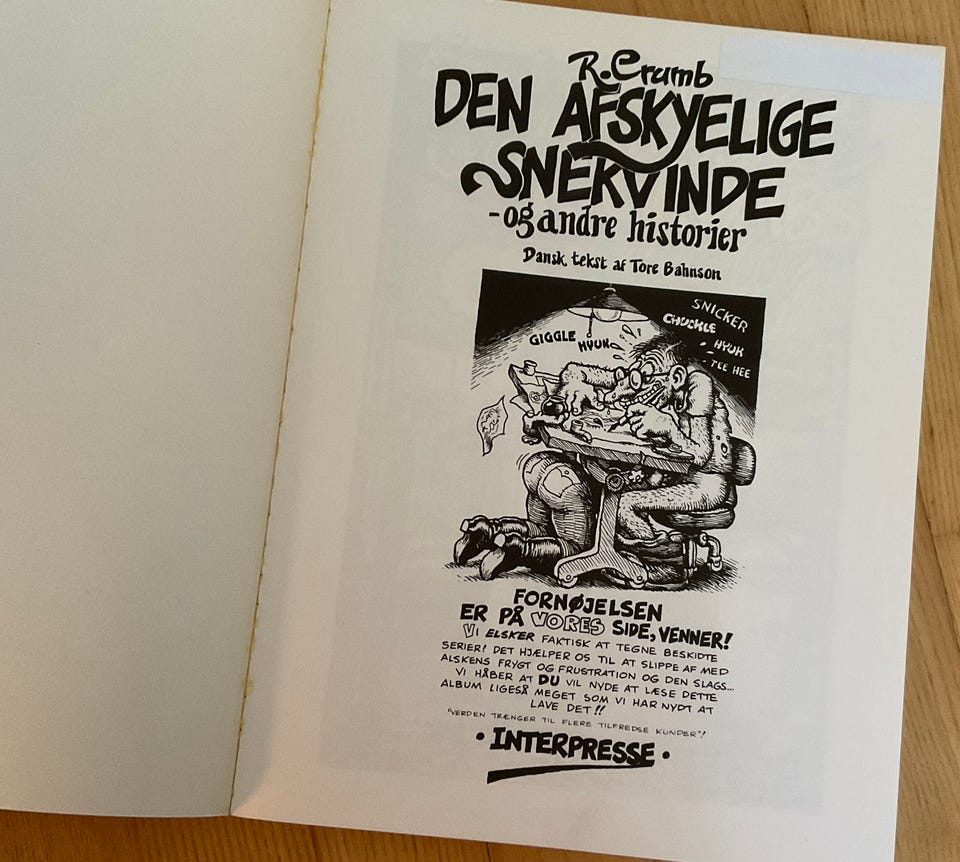 R. Crumb
DEN AFSKYELIGE
SNEKVINDE
- og andre historier
Dansk tekst af Tore Bahnson
SNICKER
CHUCKLE
HYUK
TEE HEE
GIGGLE
HYUK
FORNØJELSEN
ER PÅ VORES SIDE, VENNER!
VI ELSKER FAKTISK AT TEGNE BESKIDTE
SERIER! DET HJÆLPER OS TIL AT SLIPPE AF MED
ALSKENS FRYGT OG FRUSTRATION OG DEN SLAGS...
VI HÅBER AT DU VIL NYDE AT LÆSE DETTE
ALBUM LIGESÅ MEGET SOM VI HAR NYDT AT
LAVE DET!!
"VERDEN TRÆNGER TIL FLERE TILFREDSE KUNDER"!
• INTERPRESSE •